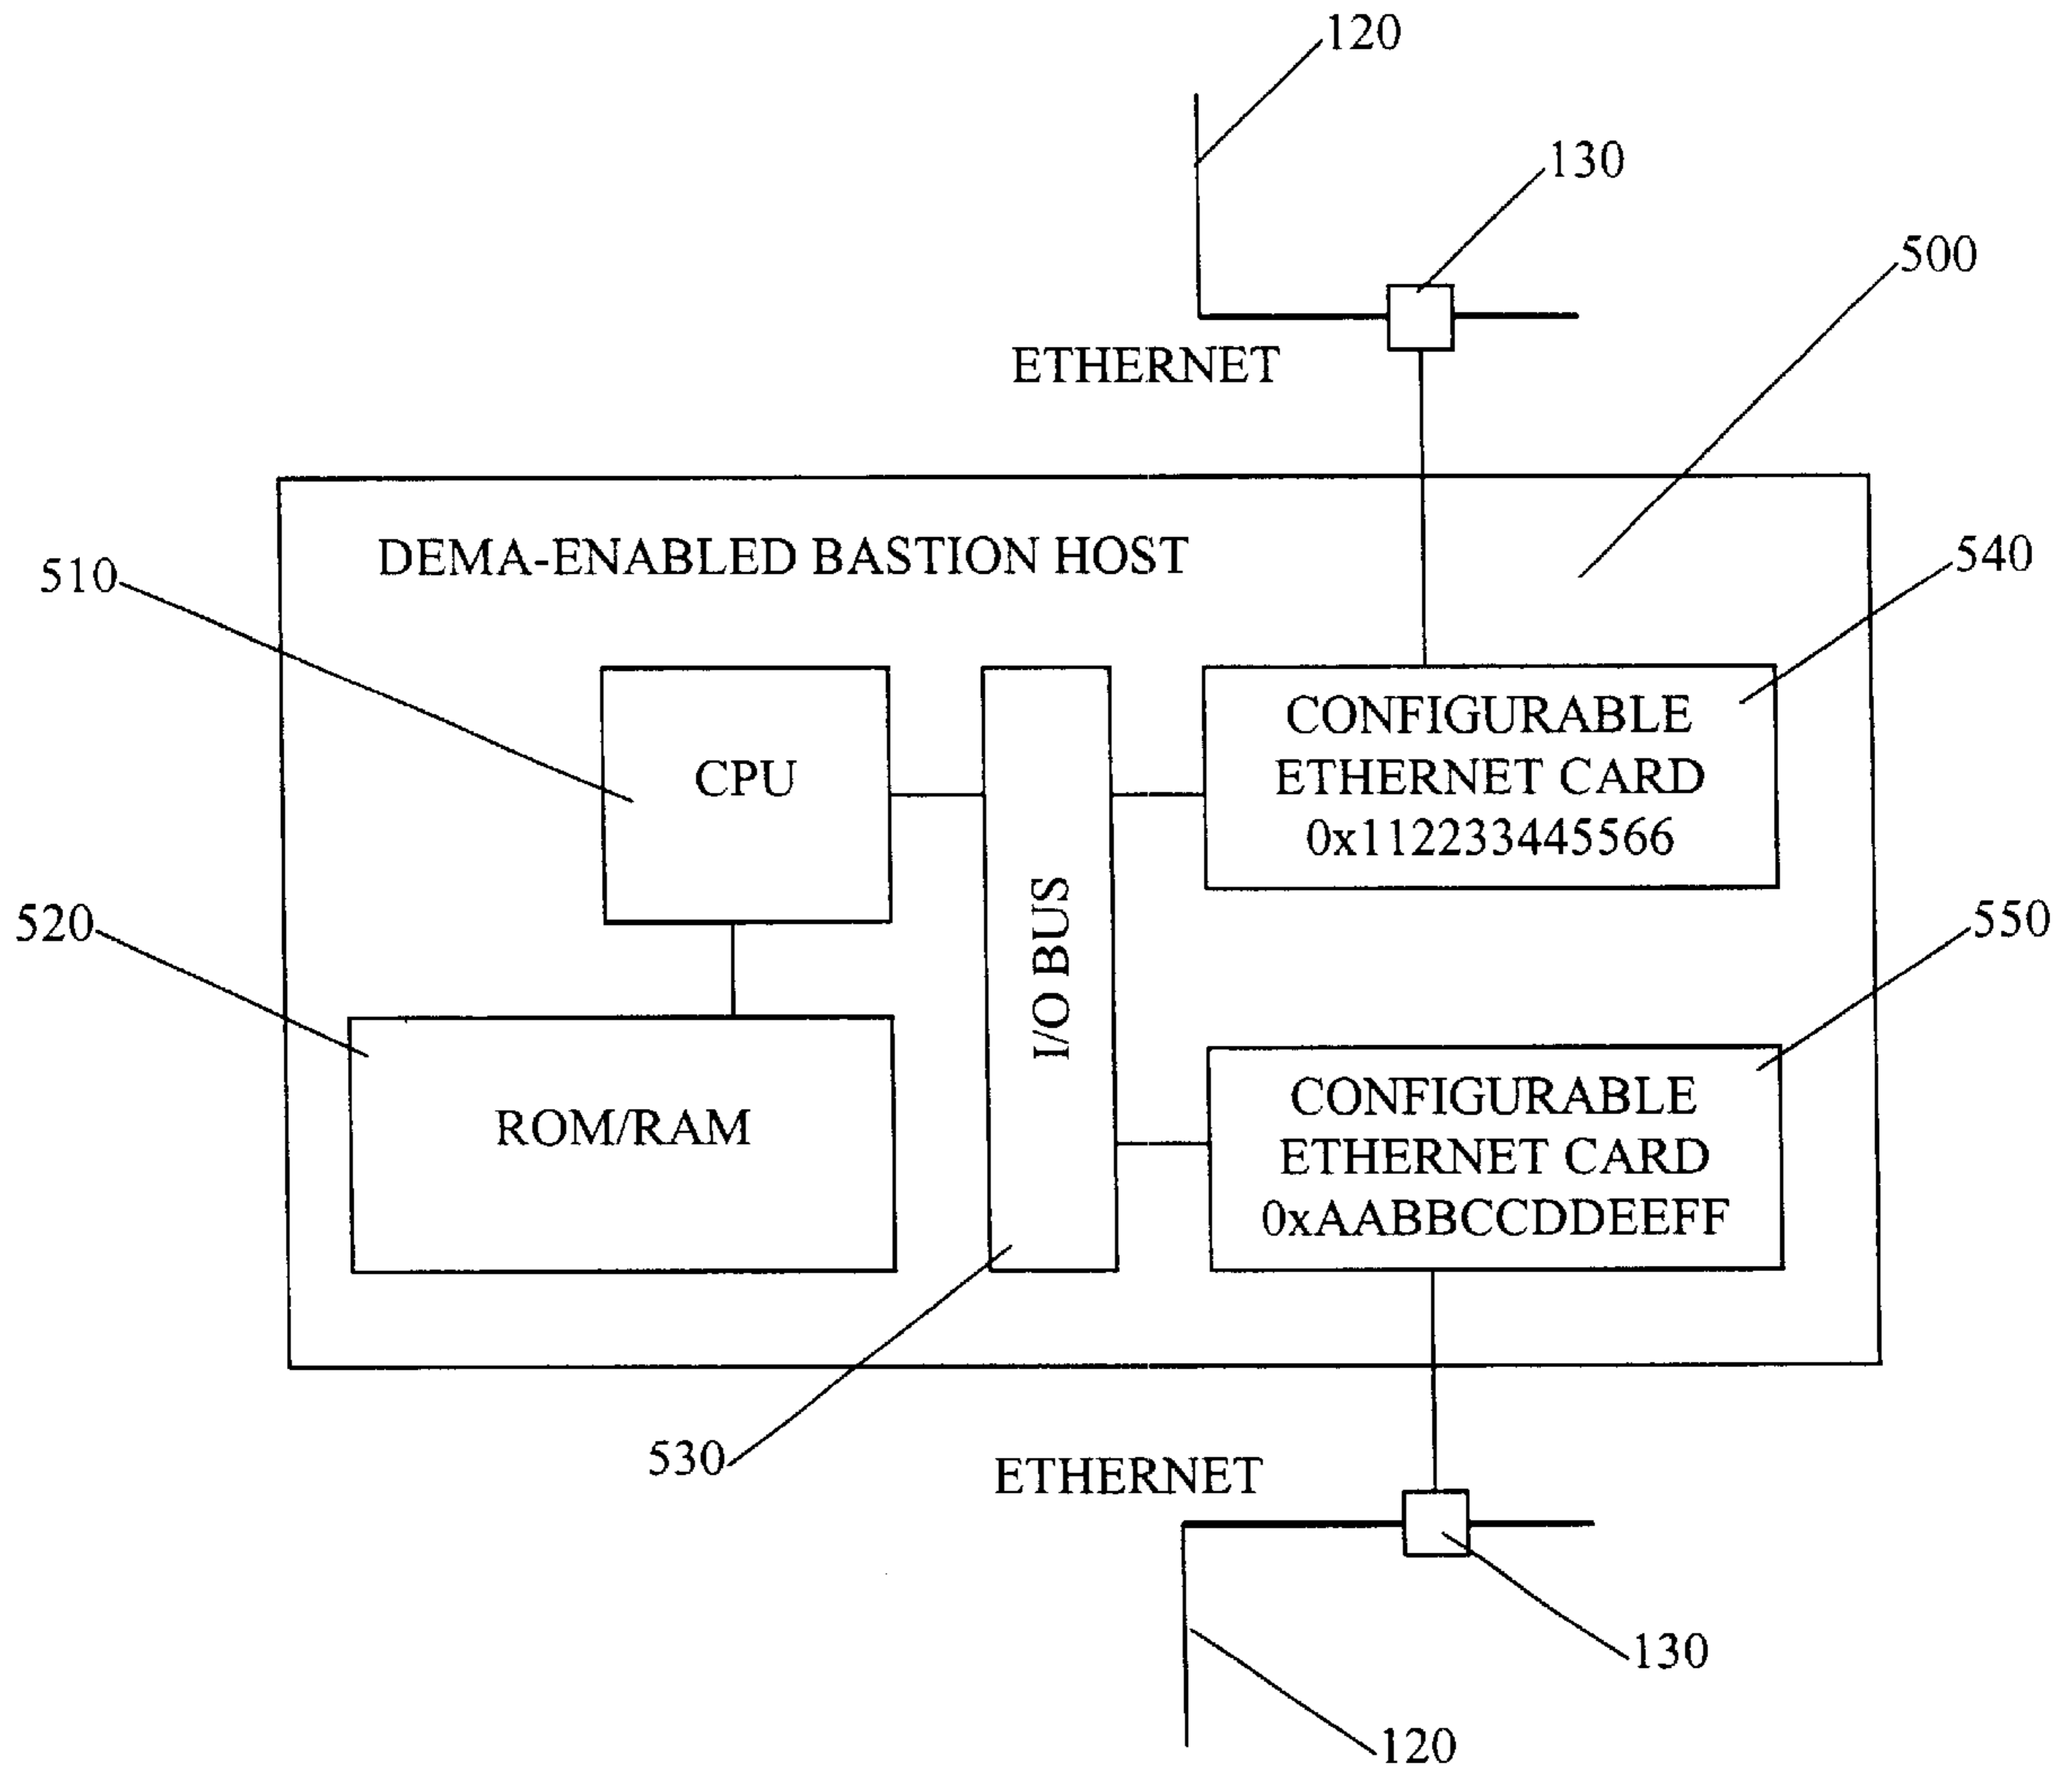 120
130
500
ETHERNET
DEMA-ENABLED BASTION HOST
510
540
CPU
CONFIGURABLE
ETHERNET CARD
0x112233445566
520
I/O BUS
550
ROM/RAM
CONFIGURABLE
ETHERNET CARD
0xAABBCCDDEEFF
530
ETHERNET
130
120